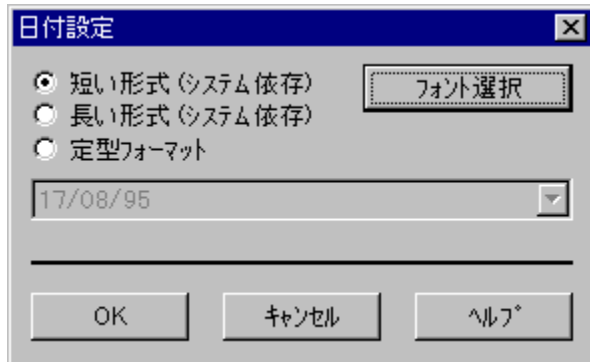 日付設定
短い形式(システム依存)
フォント選択
長い形式(システム依存)
定型フォーマット
17/08/95
OK
キャンセル
ヘルプ